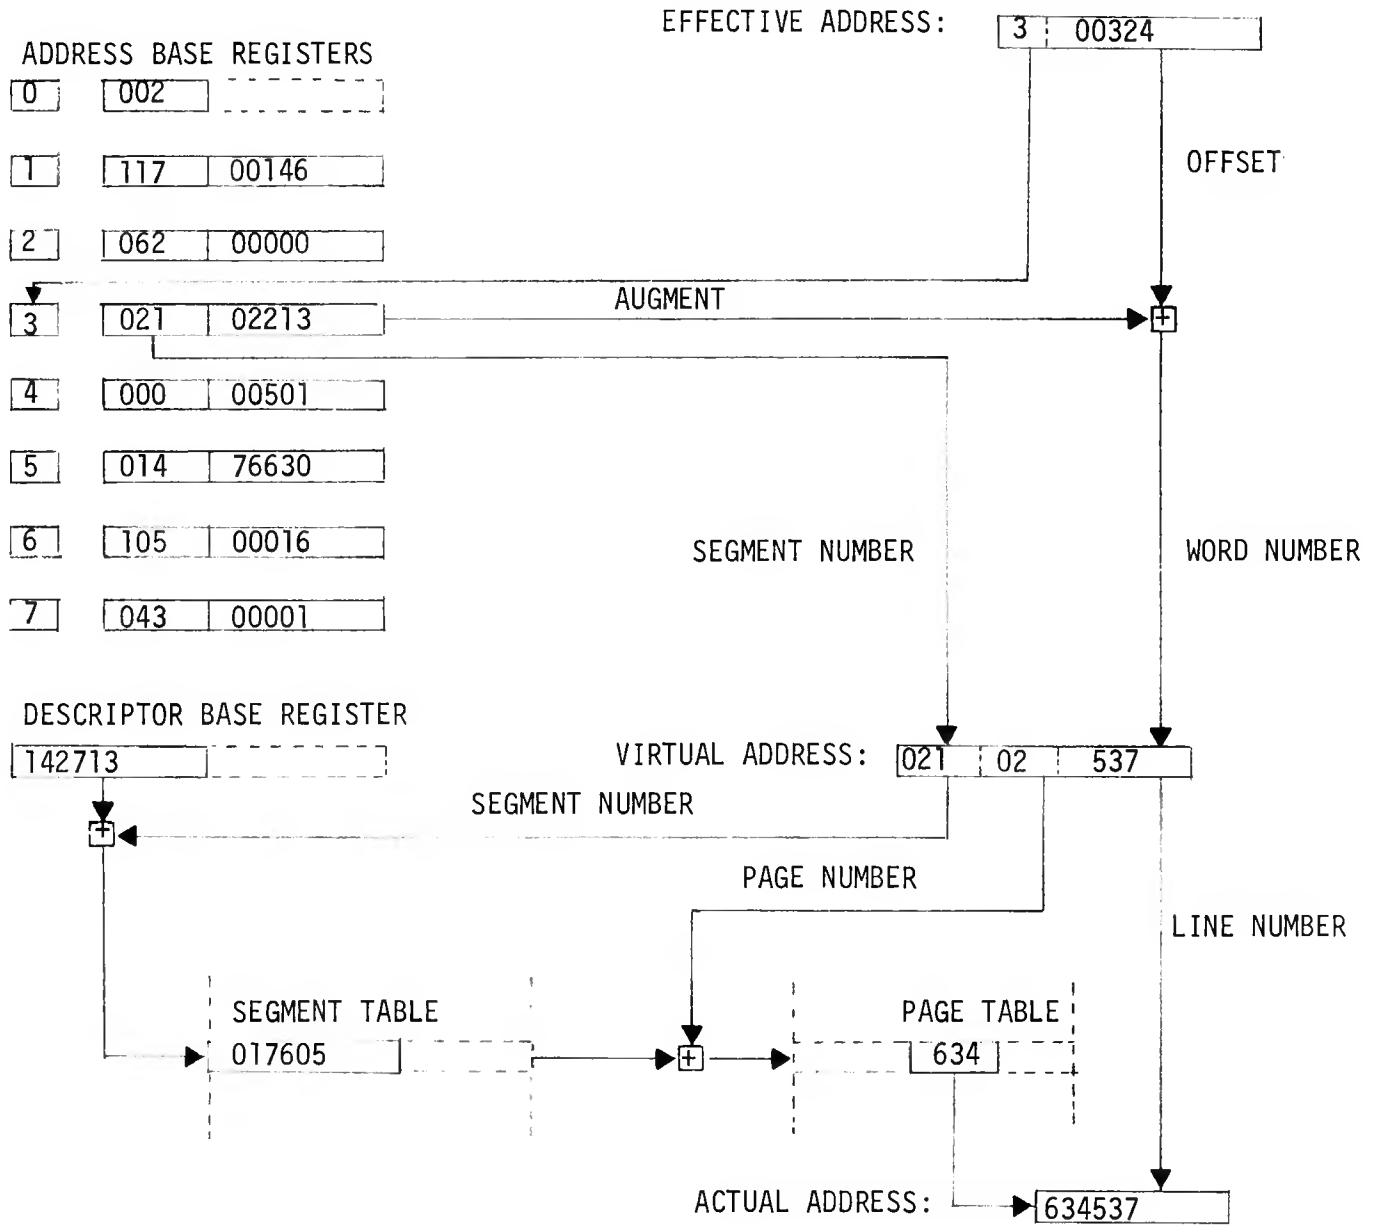 EFFECTIVE ADDRESS: 3 00324
ADDRESS BASE REGISTERS
0 002
OFFSET
1 117 00146
2 062 00000
AUGMENT
3 021 02213 +
4 000 00501
5 014 76630
6 105 00016
SEGMENT NUMBER
WORD NUMBER
7 043 00001
DESCRIPTOR BASE REGISTER
142713
VIRTUAL ADDRESS: 021 02 537
SEGMENT NUMBER
+
PAGE NUMBER
LINE NUMBER
SEGMENT TABLE
PAGE TABLE
017605
+
634
ACTUAL ADDRESS: 634537